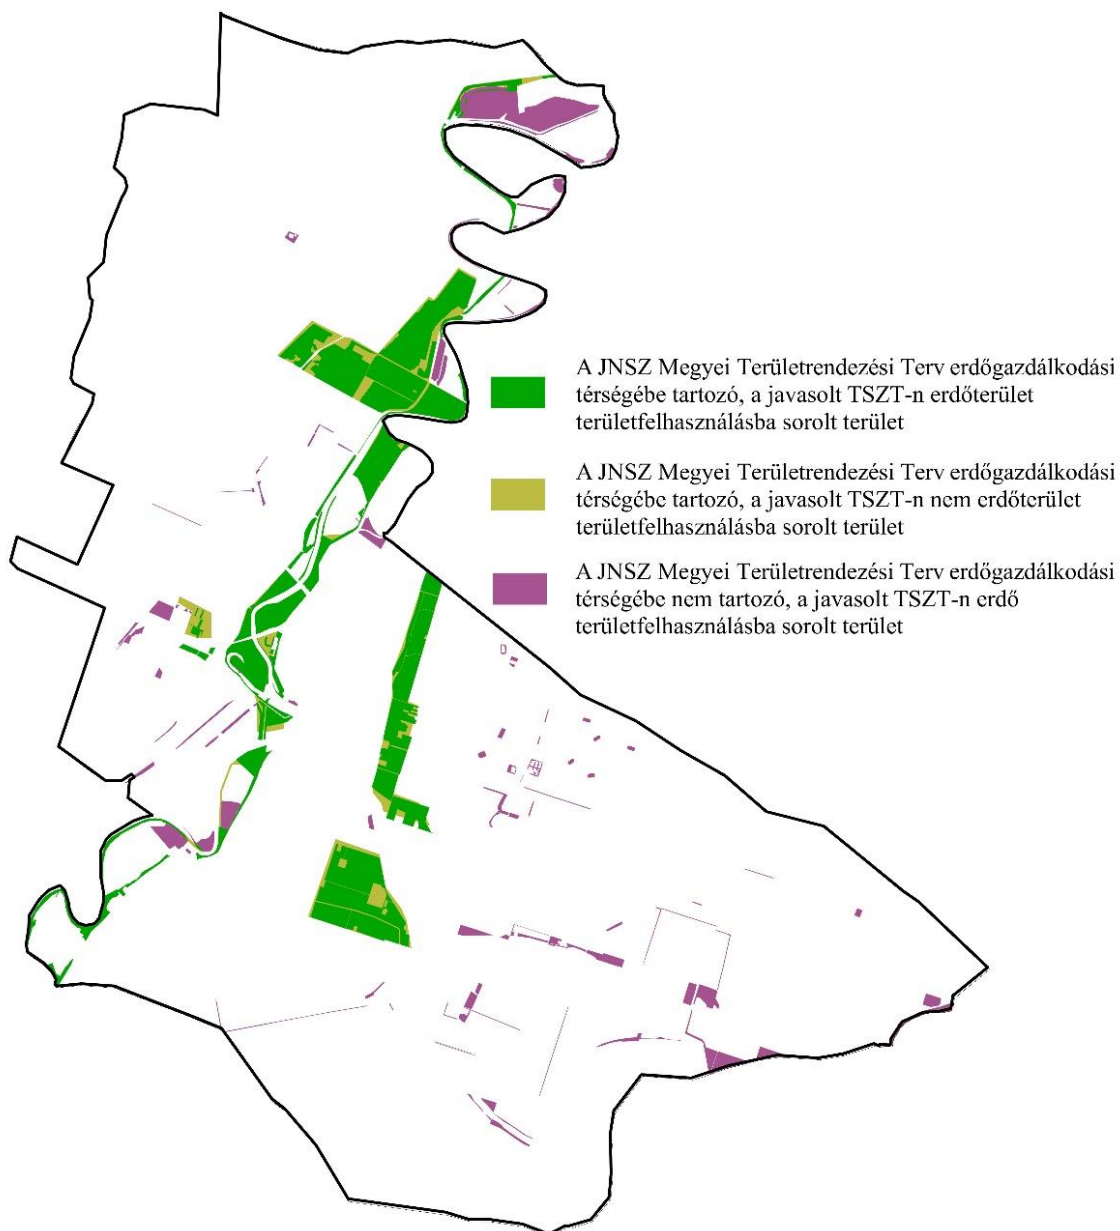 A JNSZ Megyei Területrendezési Terv erdőgazdálkodási
térségébe tartozó, a javasolt TSZT-n erdőterület
területfelhasználásba sorolt terület
A JNSZ Megyei Területrendezési Terv erdőgazdálkodási
térségébe tartozó, a javasolt TSZT-n nem erdőterület
területfelhasználásba sorolt terület
A JNSZ Megyei Területrendezési Terv erdőgazdálkodási
térségébe nem tartozó, a javasolt TSZT-n erdő
területfelhasználásba sorolt terület